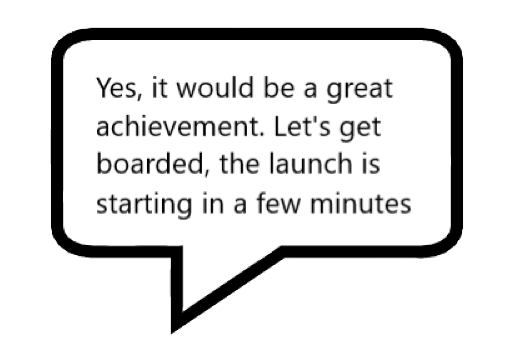 Yes, it would be a great
achievement. Let's get
boarded, the launch is
starting in a few minutes